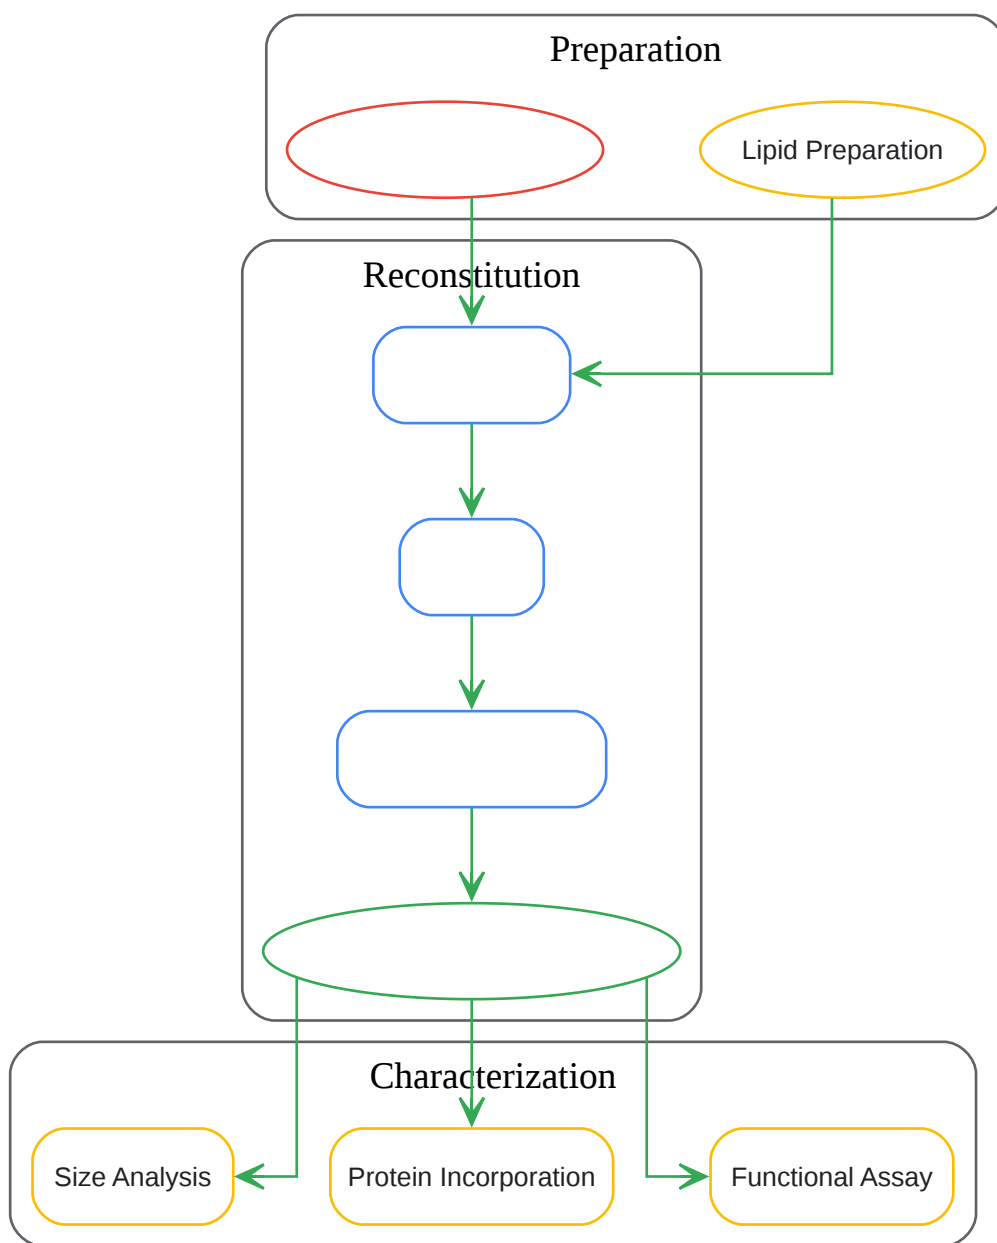 Preparation
Lipid Preparation
Reconstitution
Characterization
Size Analysis
Protein Incorporation
Functional Assay